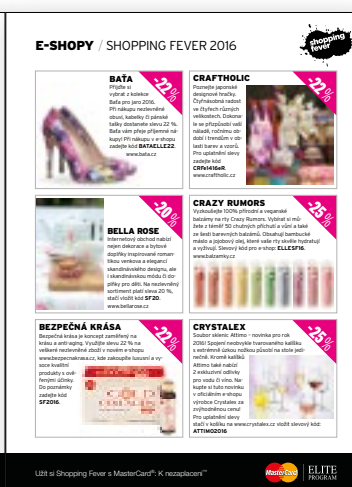 E-SHOPY / SHOPPING FEVER 2016
shopping
fever
BAŤA
Přijďte si
vybrat z kolekce
Baťa pro jaro 2016.
Při nákupu nezlevněné
obuvi, kabelky či pánské
tašky dostanete slevu 22 %.
Baťa vám přeje příjemné ná-
kupy! Při nákupu v e-shopu
zadejte kód BATAELLE22.
www.bata.cz
-22%
CRAFTHOLIC
Poznejte japonské
designové hračky.
Čtyřnásobná radost
ve čtyřech různých
velikostech. Dokona-
le se přizpůsobí vaší
náladě, ročnímu ob-
dobí i trendům v ob-
lasti barev a vzorů.
Pro uplatnění slevy
zadejte kód
CRFe1416eR.
www.craftholic.cz
-22%
BELLA ROSE
Internetový obchod nabízí
nejen dekorace a bytové
doplňky inspirované roman-
tikou venkova a elegancí
skandinávského designu, ale
i skandinávskou módu či do-
plňky pro děti. Na nezlevněný
sortiment platí sleva 20 %,
stačí vložit kód SF20.
www.bellarose.cz
-20%
CRAZY RUMORS
Vyzkoušejte 100% přírodní a veganské
balzámy na rty Crazy Rumors. Vybírat si mů-
žete z téměř 50 chutných příchutí a vůní a také
ze šesti barevných balzámů. Obsahují bambucké
máslo a jojobový olej, které vaše rty skvěle hydratují
a vyživují. Slevový kód pro e-shop: ELLESF16.
www.balzamky.cz
-25%
BEZPEČNÁ KRÁSA
Bezpečná krása je koncept zaměřený na
krásu a anti-aging. Využijte slevu 22 % na
veškeré nezlevněné zboží v novém e-shopu
www.bezpecnakrasa.cz, kde zakoupíte luxusní a vy-
soce kvalitní
produkty s ově-
řenými účinky.
Do poznámky
zadejte kód
SF2016.
-22%
CRYSTALEX
Soubor sklenic Attimo - novinka pro rok
2016! Spojení neobvykle tvarovaného kalíšku
s extrémně úzkou nožkou působí na stole jedi-
nečně. Kromě kalíšků
Attimo také nabízí
2 exkluzivní odlivky
pro vodu či víno. Na-
kupte si tuto novinku
v oficiálním e-shopu
výrobce Crystalex za
zvýhodněnou cenu!
Pro uplatnění slevy
stačí v košíku na www.crystalex.cz vložit slevový kód:
ATTIMO2016
-25%
Užít si Shopping Fever s MasterCard®: K nezaplacení™
MasterCard
ELITE
PROGRAM